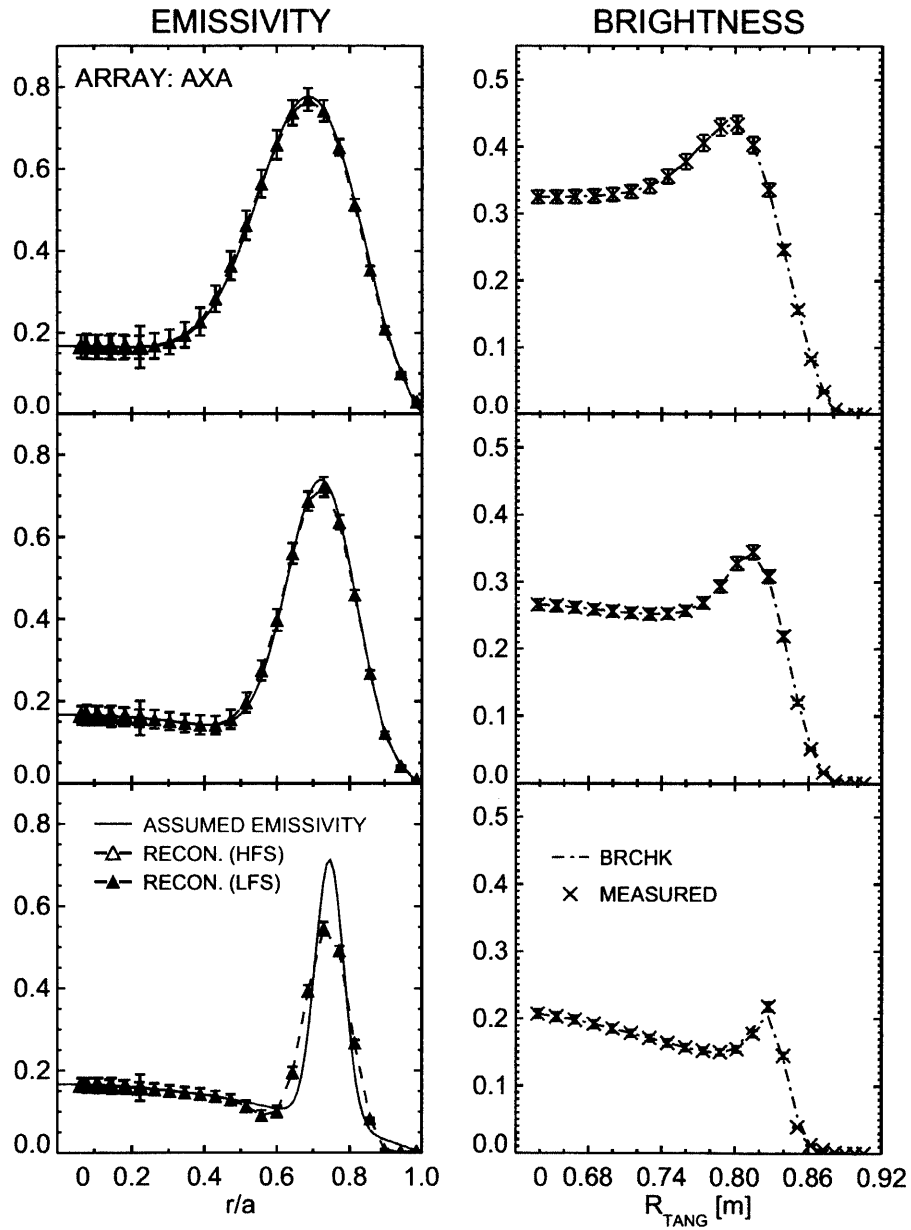 EMISSIVITY
BRIGHTNESS
ARRAY: AXA
0.8
0.6
0.4
0.2
0.0
0.5
0.4
0.3
0.2
0.1
0.0
0.8
0.6
0.4
0.2
0.0
0.5
0.4
0.3
0.2
0.1
0.0
ASSUMED EMISSIVITY
RECON. (HFS)
RECON. (LFS)
0.8
0.6
0.4
0.2
0.0
BRCHK
MEASURED
0.5
0.4
0.3
0.2
0.1
0.0
0 0.2 0.4 0.6 0.8 1.0
r/a
0 0.68 0.74 0.80 0.86 0.92
R_TANG [m]